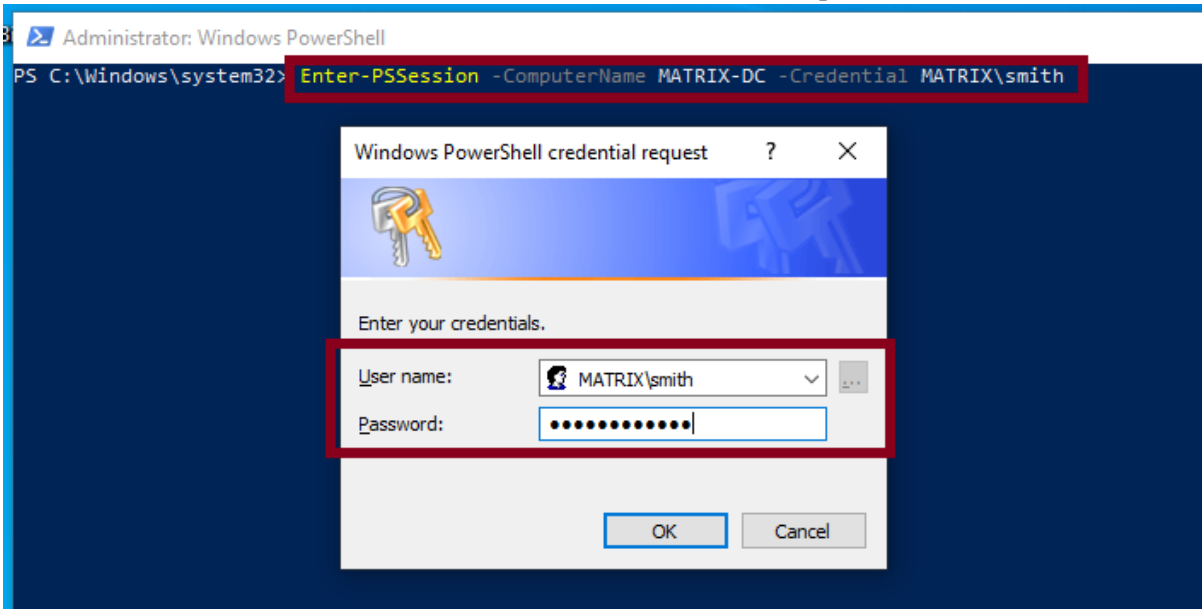 Administrator: Windows PowerShell
PS C:\Windows\system32> Enter-PSSession -ComputerName MATRIX-DC -Credential MATRIX\smith
Windows PowerShell credential request ?
Enter your credentials.
User name: MATRIX\smith ...
Password: ●●●●●●●●●●●●
OK Cancel